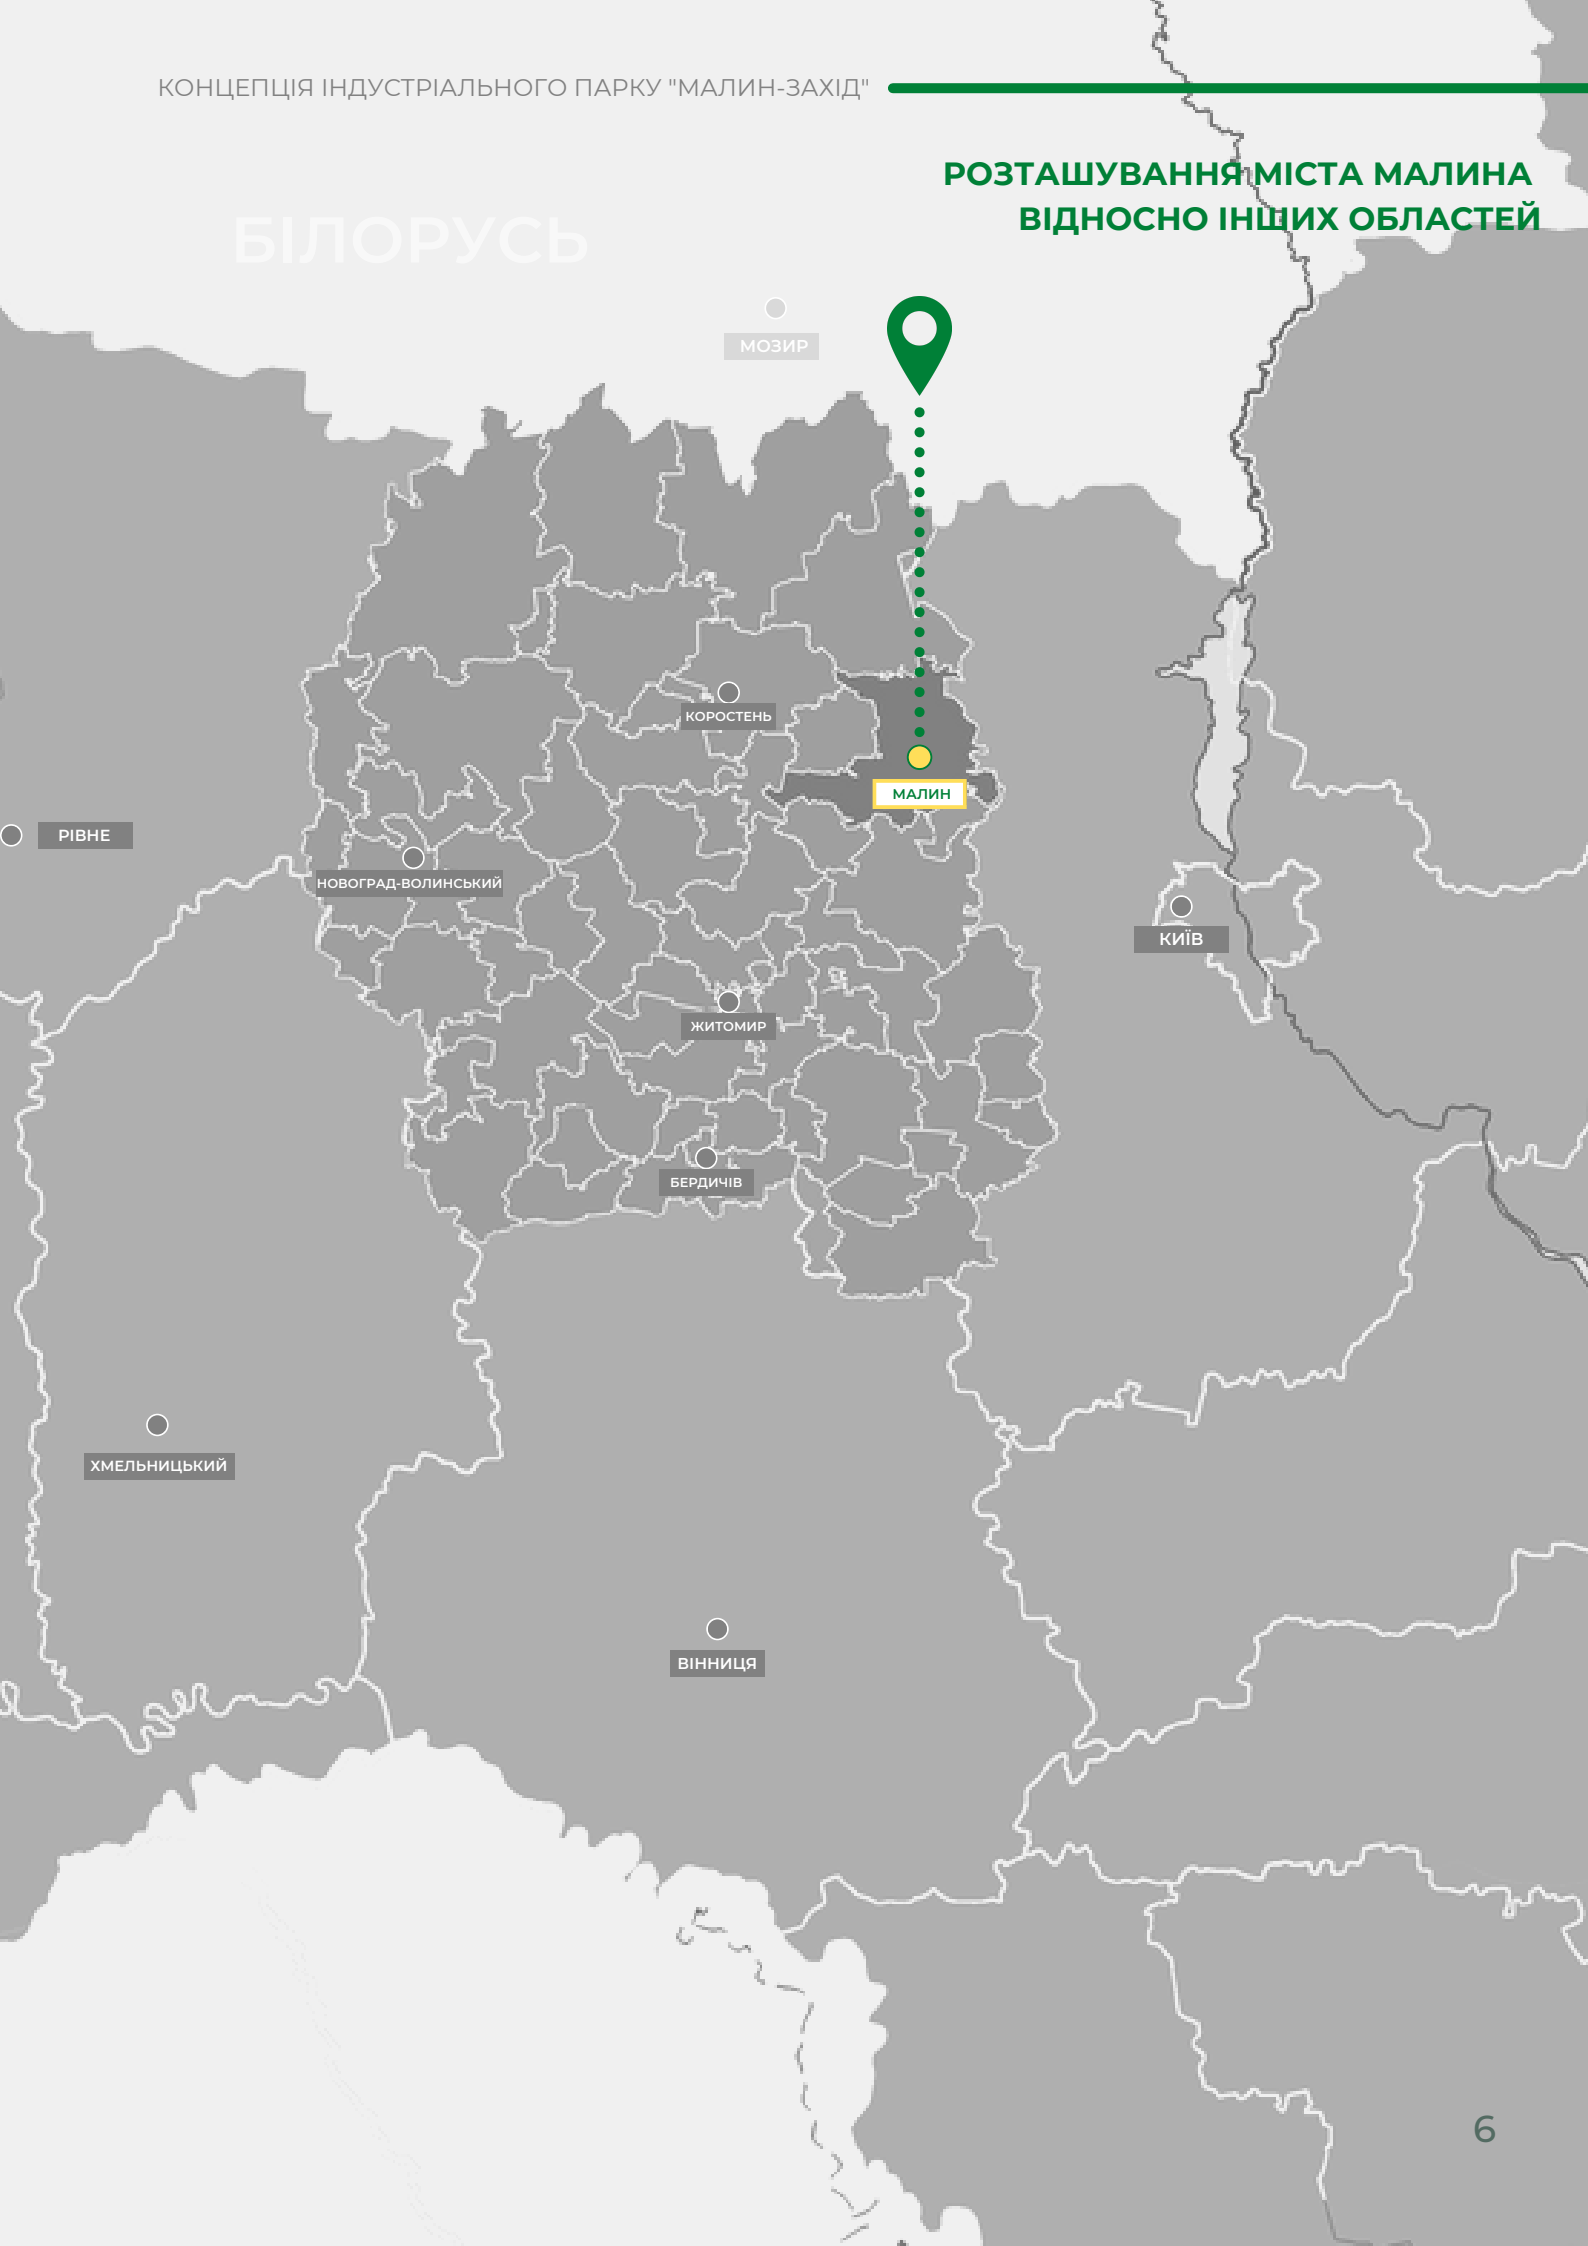 КОНЦЕПЦІЯ ІНДУСТРІАЛЬНОГО ПАРКУ "МАЛИН-ЗАХІД"
РОЗТАШУВАННЯ МІСТА МАЛИНА
ВІДНОСНО ІНШИХ ОБЛАСТЕЙ
БІЛОРУСЬ
МОЗИР
КОРОСТЕНЬ
МАЛИН
РІВНЕ
НОВОГРАД-ВОЛИНСЬКИЙ
КИЇВ
ЖИТОМИР
БЕРДИЧІВ
ХМЕЛЬНИЦЬКИЙ
ВІННИЦЯ
6